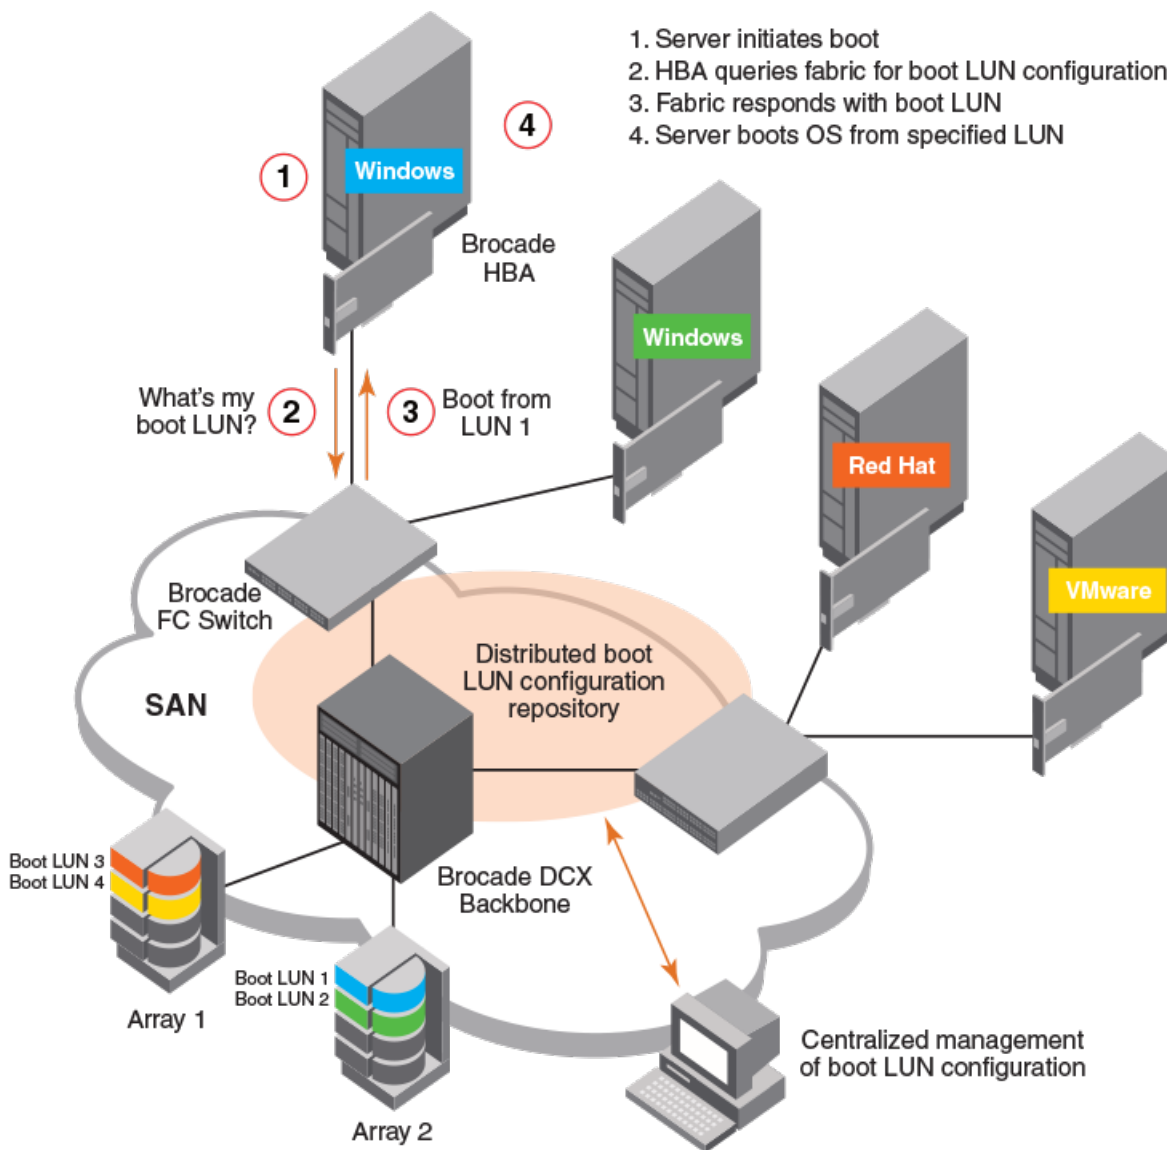 1. Server initiates boot
2. HBA queries fabric for boot LUN configuration
3. Fabric responds with boot LUN
4. Server boots OS from specified LUN
4
1
Windows
Brocade
HBA
Windows
What's my
boot LUN?
2
3
Boot from
LUN 1
Red Hat
VMware
Brocade
FC Switch
Distributed boot
LUN configuration
repository
SAN
Boot LUN 3
Boot LUN 4
Brocade DCX
Backbone
Array 1
Boot LUN 1
Boot LUN 2
Array 2
Centralized management
of boot LUN configuration